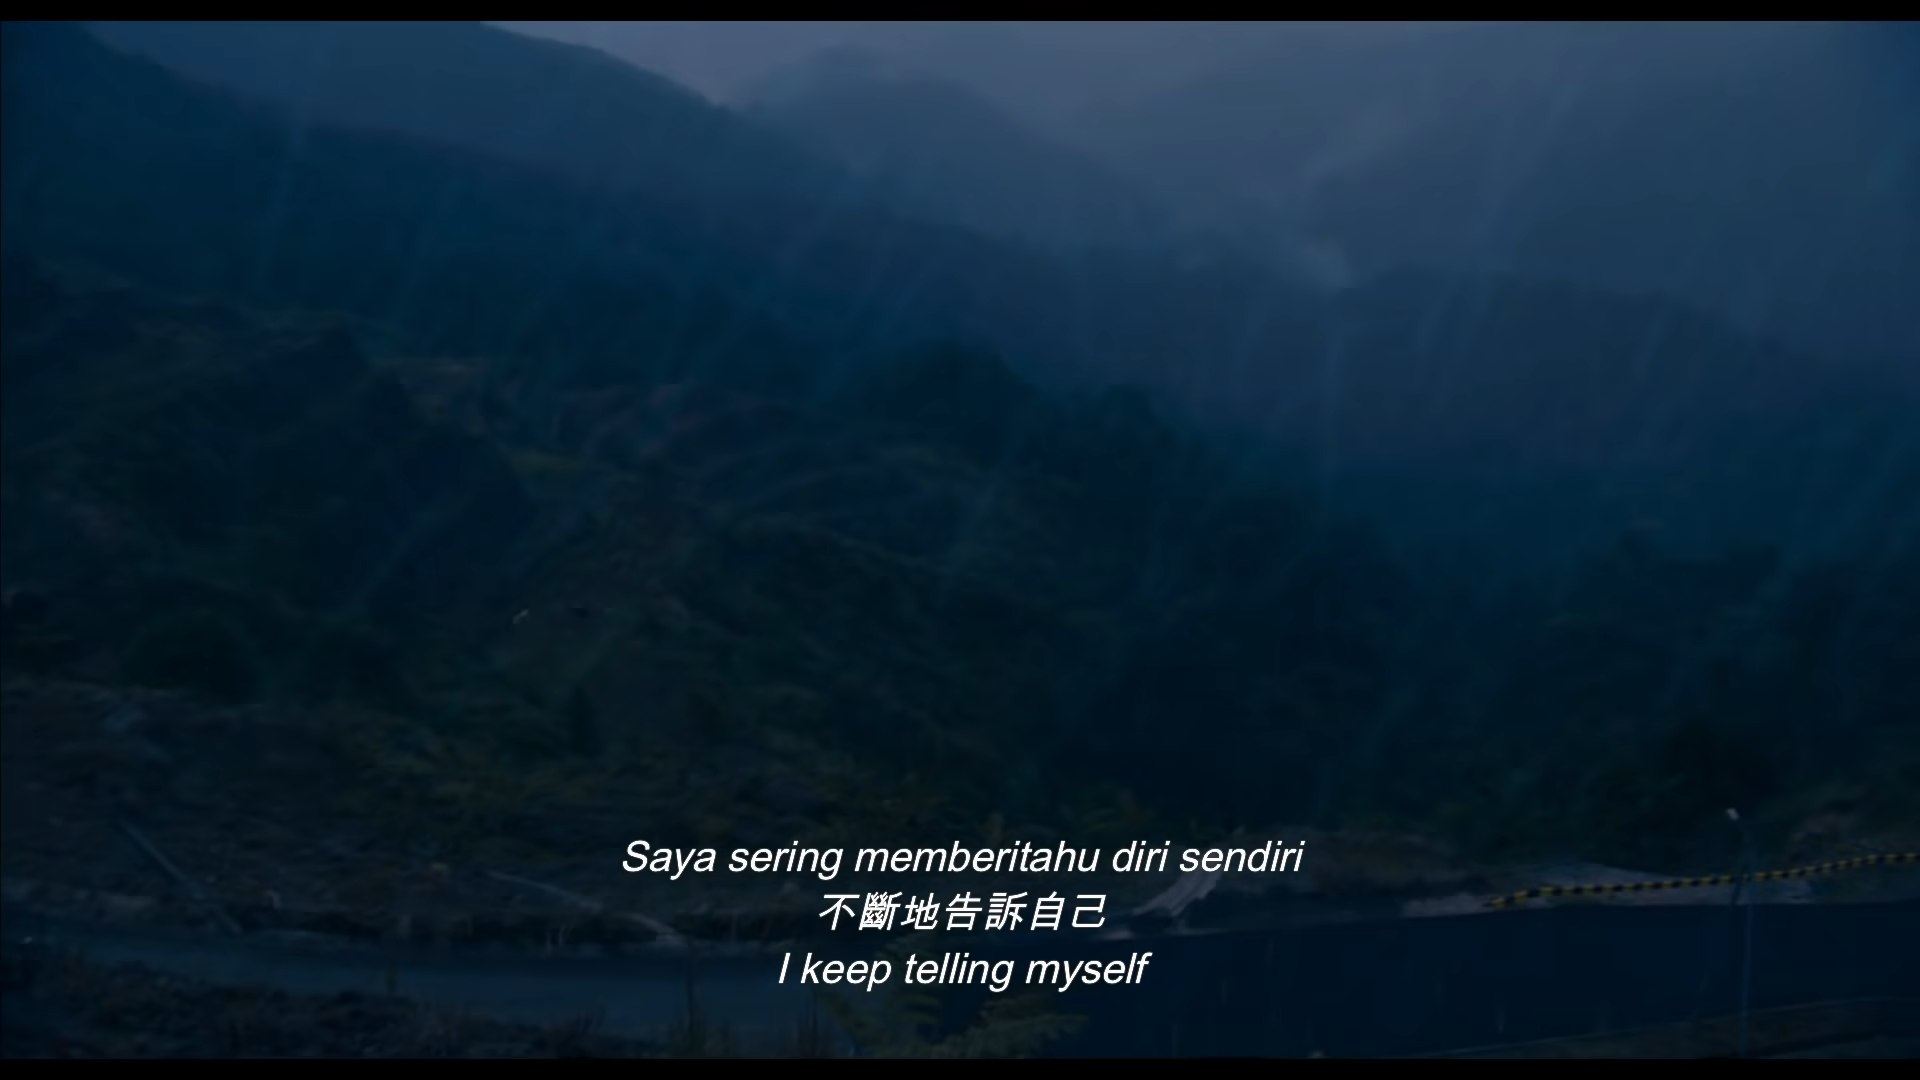 Saya sering memberitahu diri sendiri
不斷地告訴自己
I keep telling myself